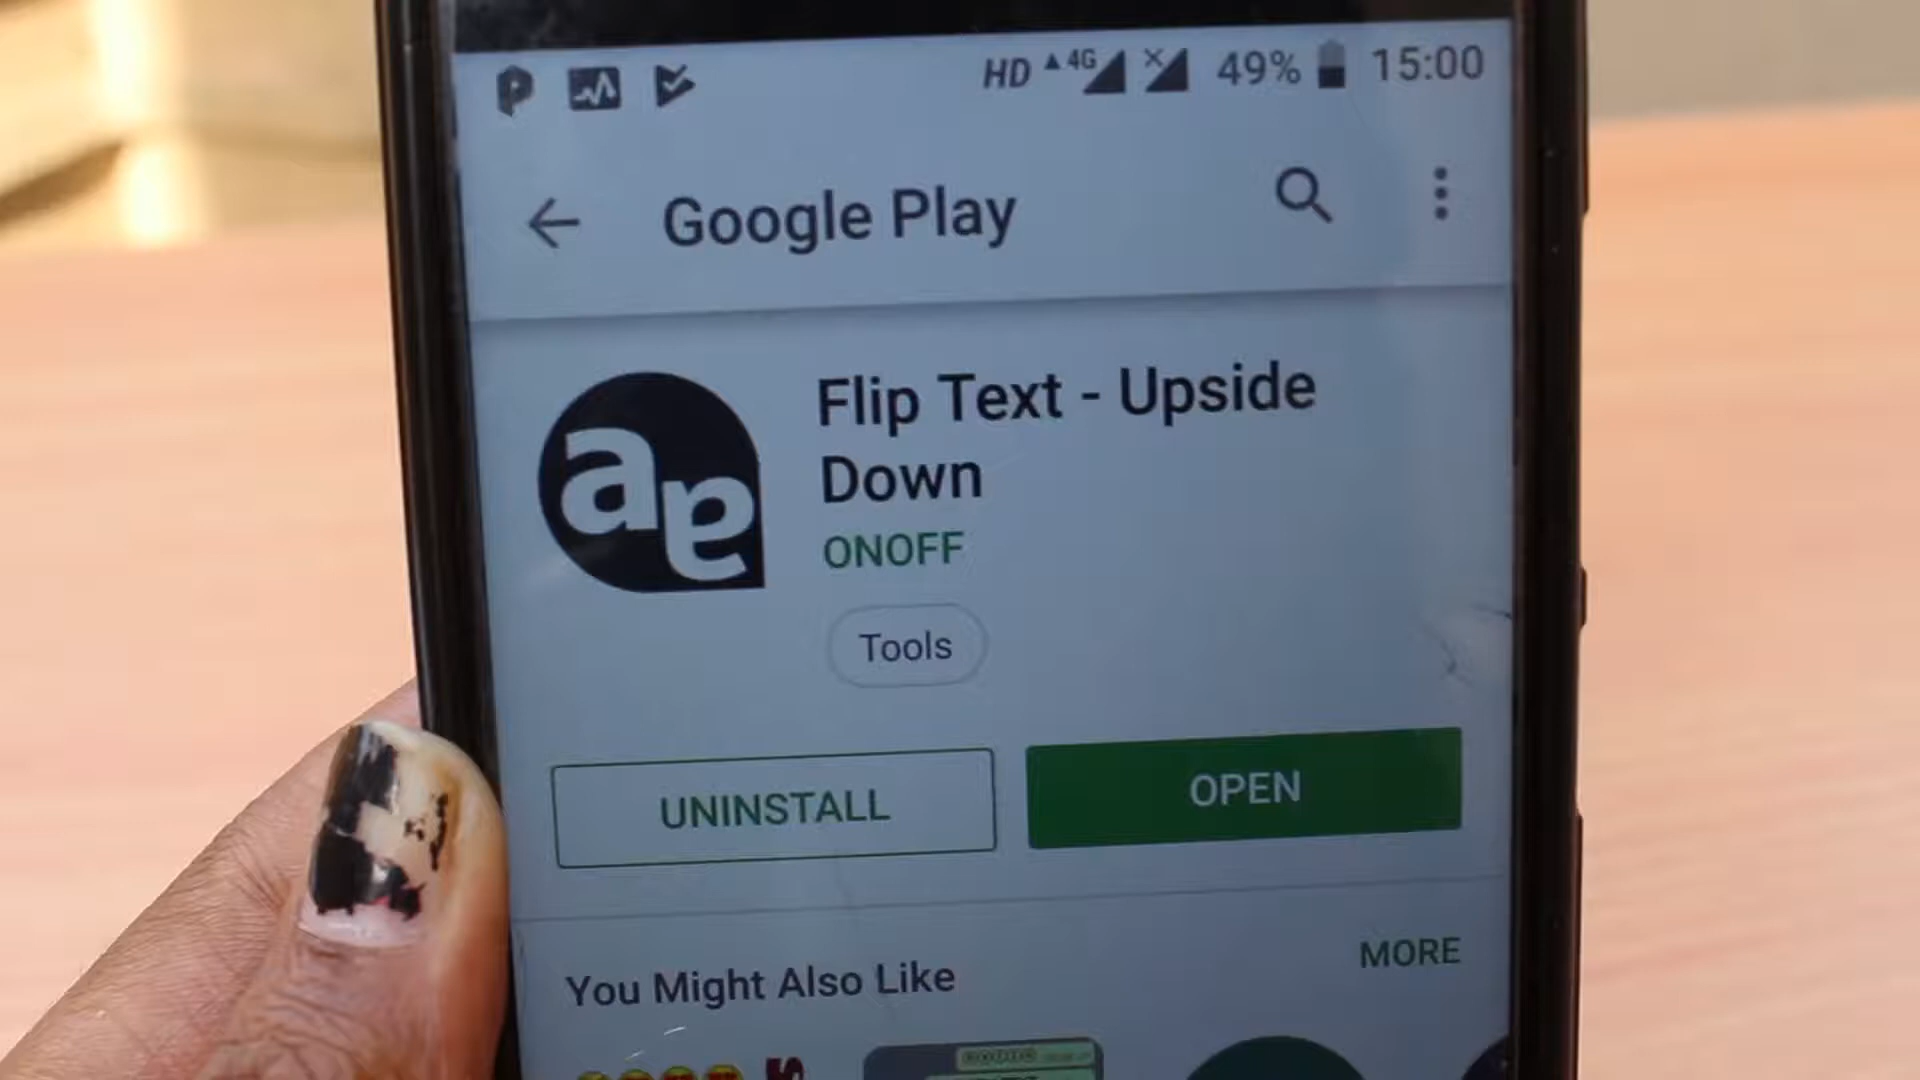 HD 4G 49% 15:00
Google Play
Flip Text - Upside
Down
ONOFF
Tools
UNINSTALL
OPEN
You Might Also Like
MORE